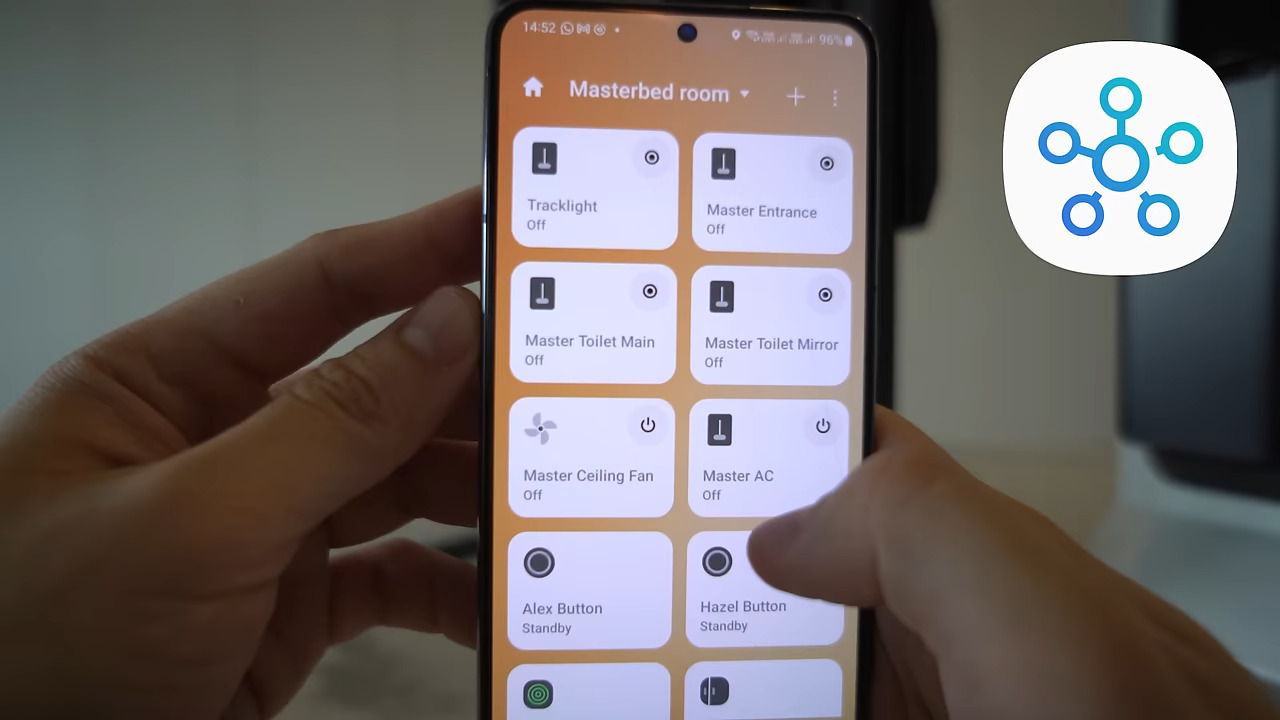 14:52
96%
Masterbed room
Tracklight
Off
Master Entrance
Off
Master Toilet Main
Off
Master Toilet Mirror
Off
Master Ceiling Fan
Off
Master AC
Off
Alex Button
Standby
Hazel Button
Standby